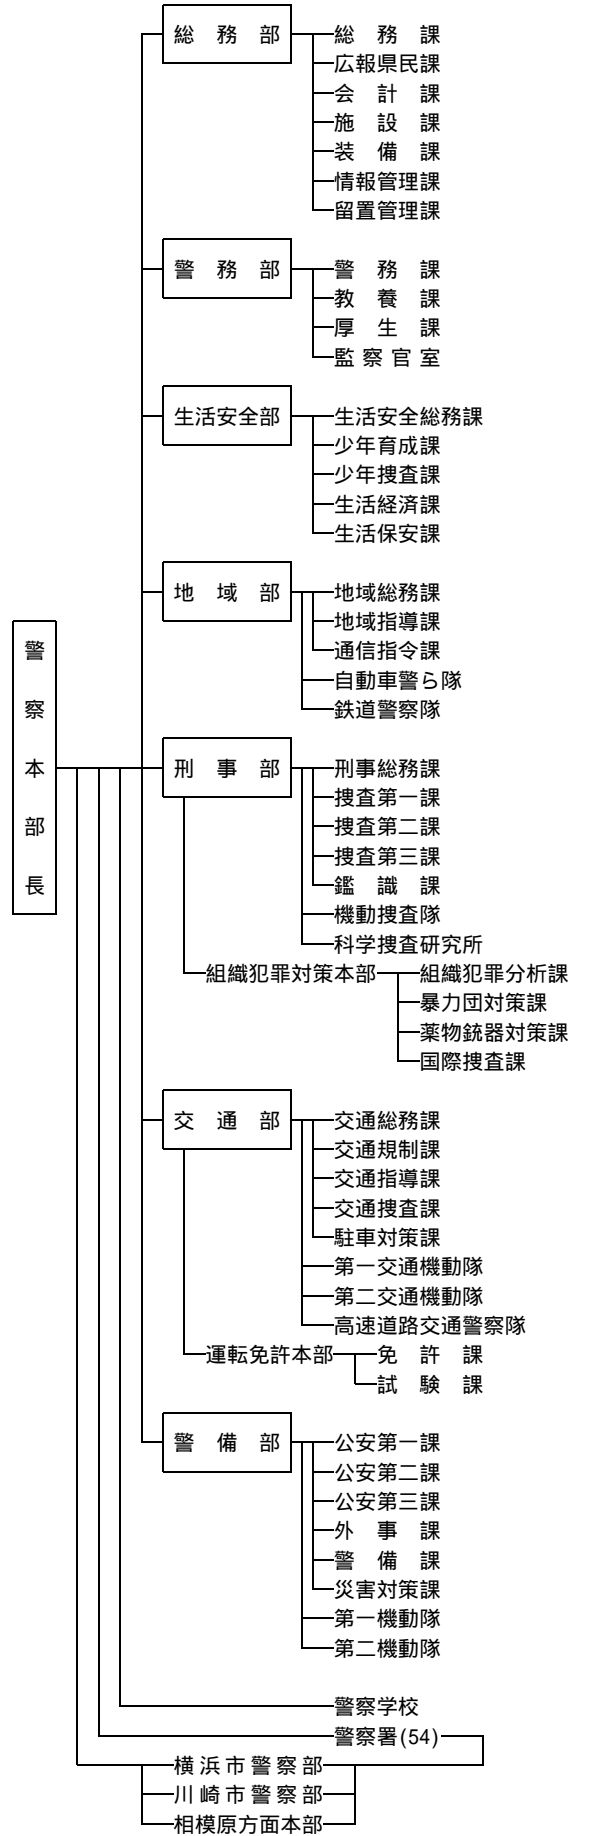 総務部
総務課
広報県民課
会計課
施設課
装備課
情報管理課
留置管理課
警務部
警務課
教養課
厚生課
監察官室
生活安全部
生活安全総務課
少年育成課
少年捜査課
生活経済課
生活保安課
地域部
地域総務課
地域指導課
通信指令課
自動車警ら隊
鉄道警察隊
警察本部長
刑事部
刑事総務課
捜査第一課
捜査第二課
捜査第三課
鑑識課
機動捜査隊
科学捜査研究所
組織犯罪対策本部
組織犯罪分析課
暴力団対策課
薬物銃器対策課
国際捜査課
交通部
交通総務課
交通規制課
交通指導課
交通捜査課
駐車対策課
第一交通機動隊
第二交通機動隊
高速道路交通警察隊
運転免許本部
免許課
試験課
警備部
公安第一課
公安第二課
公安第三課
外事課
警備課
災害対策課
第一機動隊
第二機動隊
警察学校
警察署(54)
横浜市警察部
川崎市警察部
相模原方面本部